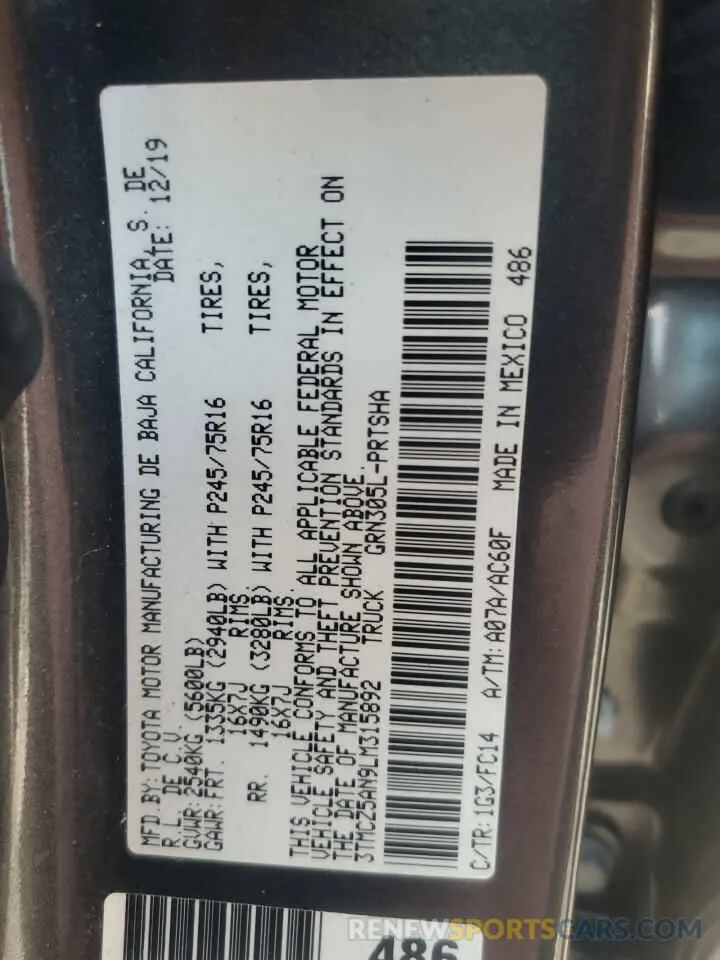 MFD BY: TOYOTA MOTOR MANUFACTURING DE BAJA CALIFORNIA, S. DE
R.L. DE C.V. DATE: 12/19
GVWR: 2540KG (5600LB)
GAWR: FRT. 1335KG (2940LB) WITH P245/75R16 TIRES,
16X7J RIMS.
RR. 1490KG (3280LB) WITH P245/75R16 TIRES,
16X7J RIMS.
THIS VEHICLE CONFORMS TO ALL APPLICABLE FEDERAL MOTOR
VEHICLE SAFETY AND THEFT PREVENTION STANDARDS IN EFFECT ON
THE DATE OF MANUFACTURE SHOWN ABOVE.
3TMCZ5AN9LM315892 TRUCK GRN305L-PRTSHA
C/TR: 1G3/FC14 A/TM: A07A/AC60F MADE IN MEXICO 486
486
RENEWSPORTSCARS.COM